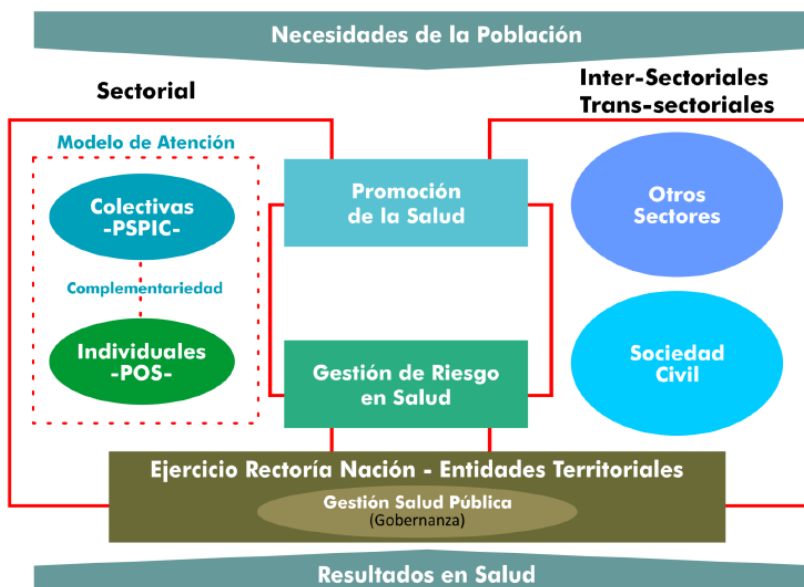 Necesidades de la Población
Sectorial
Inter-Sectoriales
Trans-sectoriales
Modelo de Atención
Colectivas
-PSPIC-
Complementariedad
Individuales
-POS-
Promoción
de la Salud
Gestión de Riesgo
en Salud
Otros
Sectores
Sociedad
Civil
Ejercicio Rectoría Nación - Entidades Territoriales
Gestión Salud Pública
(Gobernanza)
Resultados en Salud